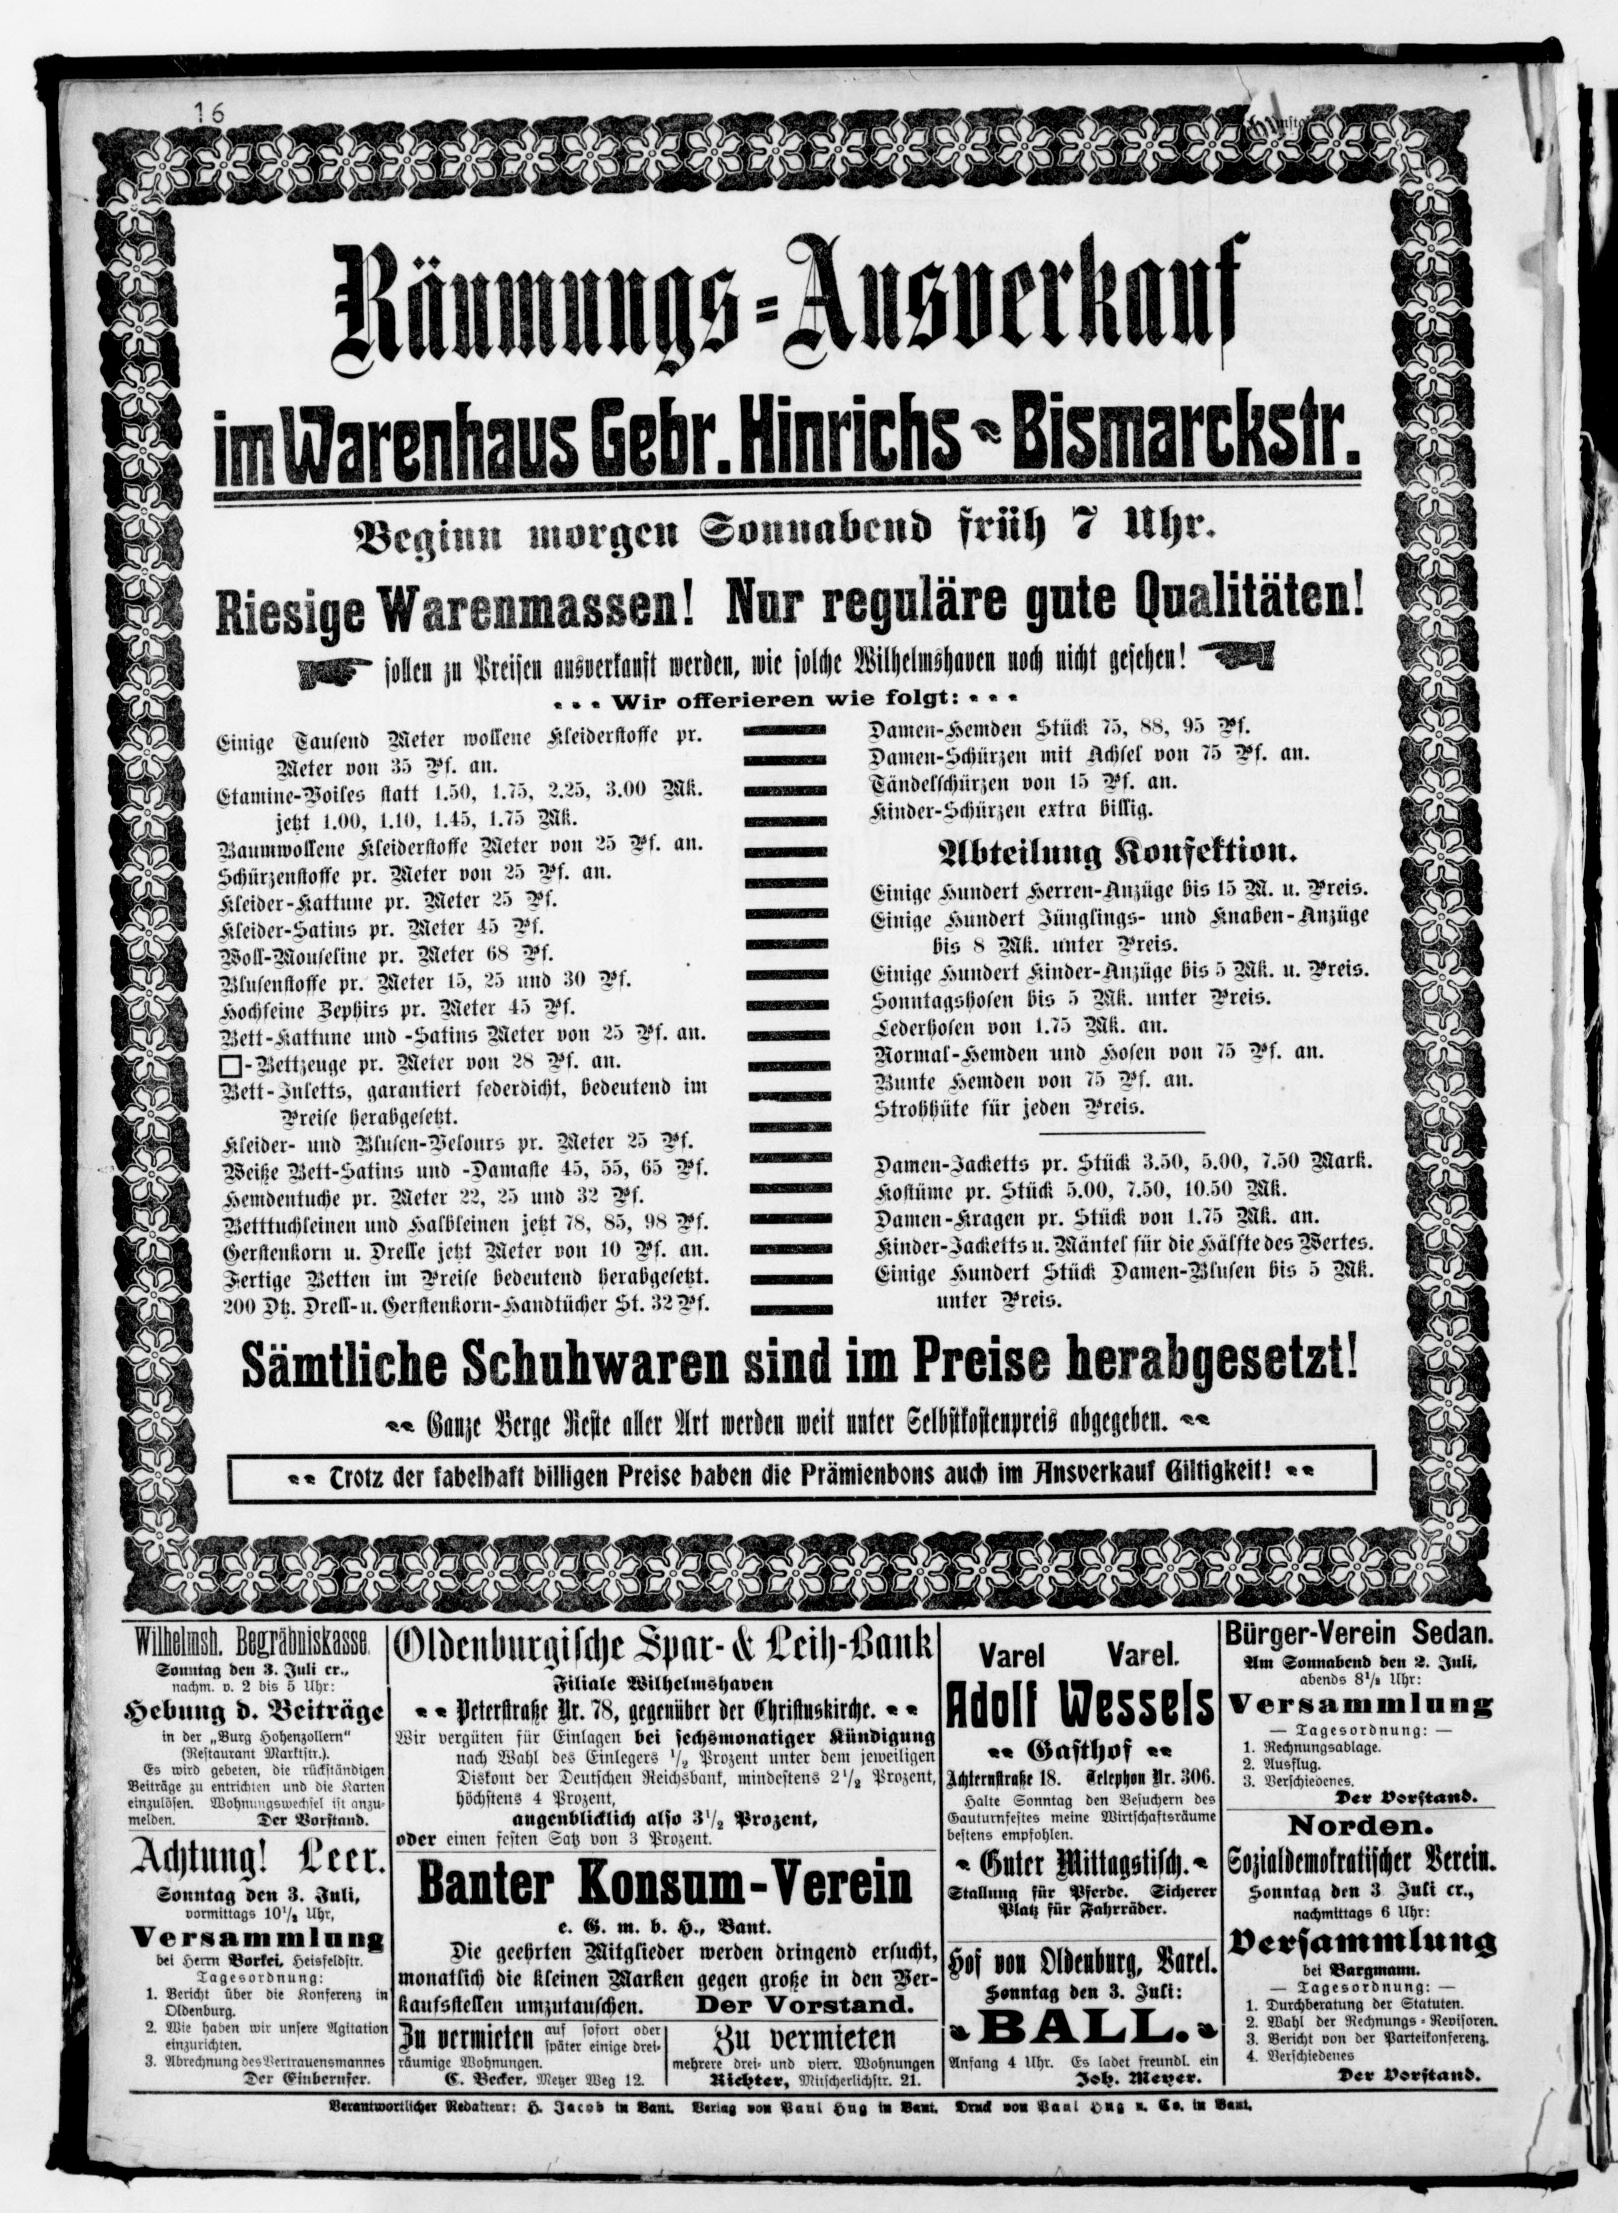 16
Räumungs-Ausverkauf
im Warenhaus Gebr. Hinrichs - Bismarckstr.
Beginn morgen Sonnabend früh 7 Uhr.
Riesige Warenmassen! Nur reguläre gute Qualitäten!
sollen zu Preisen ausverkauft werden, wie solche Wilhelmshaven noch nicht gesehen!
Wir offerieren wie folgt:
Einige Tausend Meter wollene Kleiderstoffe pr.
Meter von 35 Pf. an.
Etamine-Voiles statt 1.50, 1.75, 2.25, 3.00 Mk.
jetzt 1.00, 1.10, 1.45, 1.75 Mk.
Baumwollene Kleiderstoffe Meter von 25 Pf. an.
Schürzenstoffe pr. Meter von 25 Pf. an.
Kleider-Kattune pr. Meter 25 Pf.
Kleider-Satins pr. Meter 45 Pf.
Woll-Mouseline pr. Meter 68 Pf.
Blusenstoffe pr. Meter 15, 25 und 30 Pf.
Hochfeine Zephirs pr. Meter 45 Pf.
Bett-Kattune und -Satins Meter von 25 Pf. an.
□-Bettzeuge pr. Meter von 28 Pf. an.
Bett-Inletts, garantiert federdicht, bedeutend im
Preise herabgesetzt.
Kleider- und Blusen-Velours pr. Meter 25 Pf.
Weiße Bett-Satins und -Damaste 45, 55, 65 Pf.
Hemdentuche pr. Meter 22, 25 und 32 Pf.
Betttuchleinen und Halbleinen jetzt 78, 85, 98 Pf.
Gerstenkorn u. Drelle jetzt Meter von 10 Pf. an.
Fertige Betten im Preise bedeutend herabgesetzt.
200 Dtz. Drell- u. Gerstenkorn-Handtücher St. 32 Pf.
Damen-Hemden Stück 75, 88, 95 Pf.
Damen-Schürzen mit Achsel von 75 Pf. an.
Tändelschürzen von 15 Pf. an.
Kinder-Schürzen extra billig.
Abteilung Konfektion.
Einige Hundert Herren-Anzüge bis 15 M. u. Preis.
Einige Hundert Jünglings- und Knaben-Anzüge
bis 8 Mk. unter Preis.
Einige Hundert Kinder-Anzüge bis 5 Mk. u. Preis.
Sonntagshosen bis 5 Mk. unter Preis.
Lederhosen von 1.75 Mk. an.
Normal-Hemden und Hosen von 75 Pf. an.
Bunte Hemden von 75 Pf. an.
Strohhüte für jeden Preis.
Damen-Jacketts pr. Stück 3.50, 5.00, 7.50 Mark.
Kostüme pr. Stück 5.00, 7.50, 10.50 Mk.
Damen-Kragen pr. Stück von 1.75 Mk. an.
Kinder-Jacketts u. Mäntel für die Hälfte des Wertes.
Einige Hundert Stück Damen-Blusen bis 5 Mk.
unter Preis.
Sämtliche Schuhwaren sind im Preise herabgesetzt!
Ganze Berge Reste aller Art werden weit unter Selbstkostenpreis abgegeben.
Trotz der fabelhaft billigen Preise haben die Prämienbons auch im Ausverkauf Giltigkeit!
Wilhelmsh. Begräbniskasse.
Sonntag den 3. Juli cr.,
nachm. v. 2 bis 5 Uhr:
Hebung d. Beiträge
in der „Burg Hohenzollern“
(Restaurant Marktstr.).
Es wird gebeten, die rückständigen
Beiträge zu entrichten und die Karten
einzulösen. Wohnungswechsel ist anzu-
melden. Der Vorstand.
Achtung! Leer.
Sonntag den 3. Juli,
vormittags 10½ Uhr,
Versammlung
bei Herrn Borkei, Heisfeldstr.
Tagesordnung:
1. Bericht über die Konferenz in
Oldenburg.
2. Wie haben wir unsere Agitation
einzurichten.
3. Abrechnung des Vertrauensmannes
Der Einberufer.
Oldenburgische Spar- & Leih-Bank
Filiale Wilhelmshaven
Peterstraße Nr. 78, gegenüber der Christuskirche.
Wir vergüten für Einlagen bei sechsmonatiger Kündigung
nach Wahl des Einlegers ½ Prozent unter dem jeweiligen
Diskont der Deutschen Reichsbank, mindestens 2½ Prozent,
höchstens 4 Prozent,
augenblicklich also 3½ Prozent,
oder einen festen Satz von 3 Prozent.
Banter Konsum-Verein
e. G. m. b. H., Bant.
Die geehrten Mitglieder werden dringend ersucht,
monatlich die kleinen Marken gegen große in den Ver-
kaufsstellen umzutauschen. Der Vorstand.
Zu vermieten auf sofort oder
später einige drei-
räumige Wohnungen.
C. Becker, Metzer Weg 12.
Zu vermieten
mehrere drei- und vierr. Wohnungen
Richter, Mitscherlichstr. 21.
Varel Varel.
Adolf Wessels
Gasthof
Achternstraße 18. Telephon Nr. 306.
Halte Sonntag den Besuchern des
Gauturnfestes meine Wirtschaftsräume
bestens empfohlen.
Guter Mittagstisch.
Stallung für Pferde. Sicherer
Platz für Fahrräder.
Hof von Oldenburg, Varel.
Sonntag den 3. Juli:
BALL.
Anfang 4 Uhr. Es ladet freundl. ein
Joh. Meyer.
Bürger-Verein Sedan.
Am Sonnabend den 2. Juli,
abends 8½ Uhr:
Versammlung
— Tagesordnung: —
1. Rechnungsablage.
2. Ausflug.
3. Verschiedenes.
Der Vorstand.
Norden.
Sozialdemokratischer Verein.
Sonntag den 3. Juli cr.,
nachmittags 6 Uhr:
Versammlung
bei Bargmann.
— Tagesordnung: —
1. Durchberatung der Statuten.
2. Wahl der Rechnungs-Revisoren.
3. Bericht von der Parteikonferenz.
4. Verschiedenes
Der Vorstand.
Verantwortlicher Redakteur: H. Jacob in Bant. Verlag von Paul Hug in Bant. Druck von Paul Hug u. Co. in Bant.